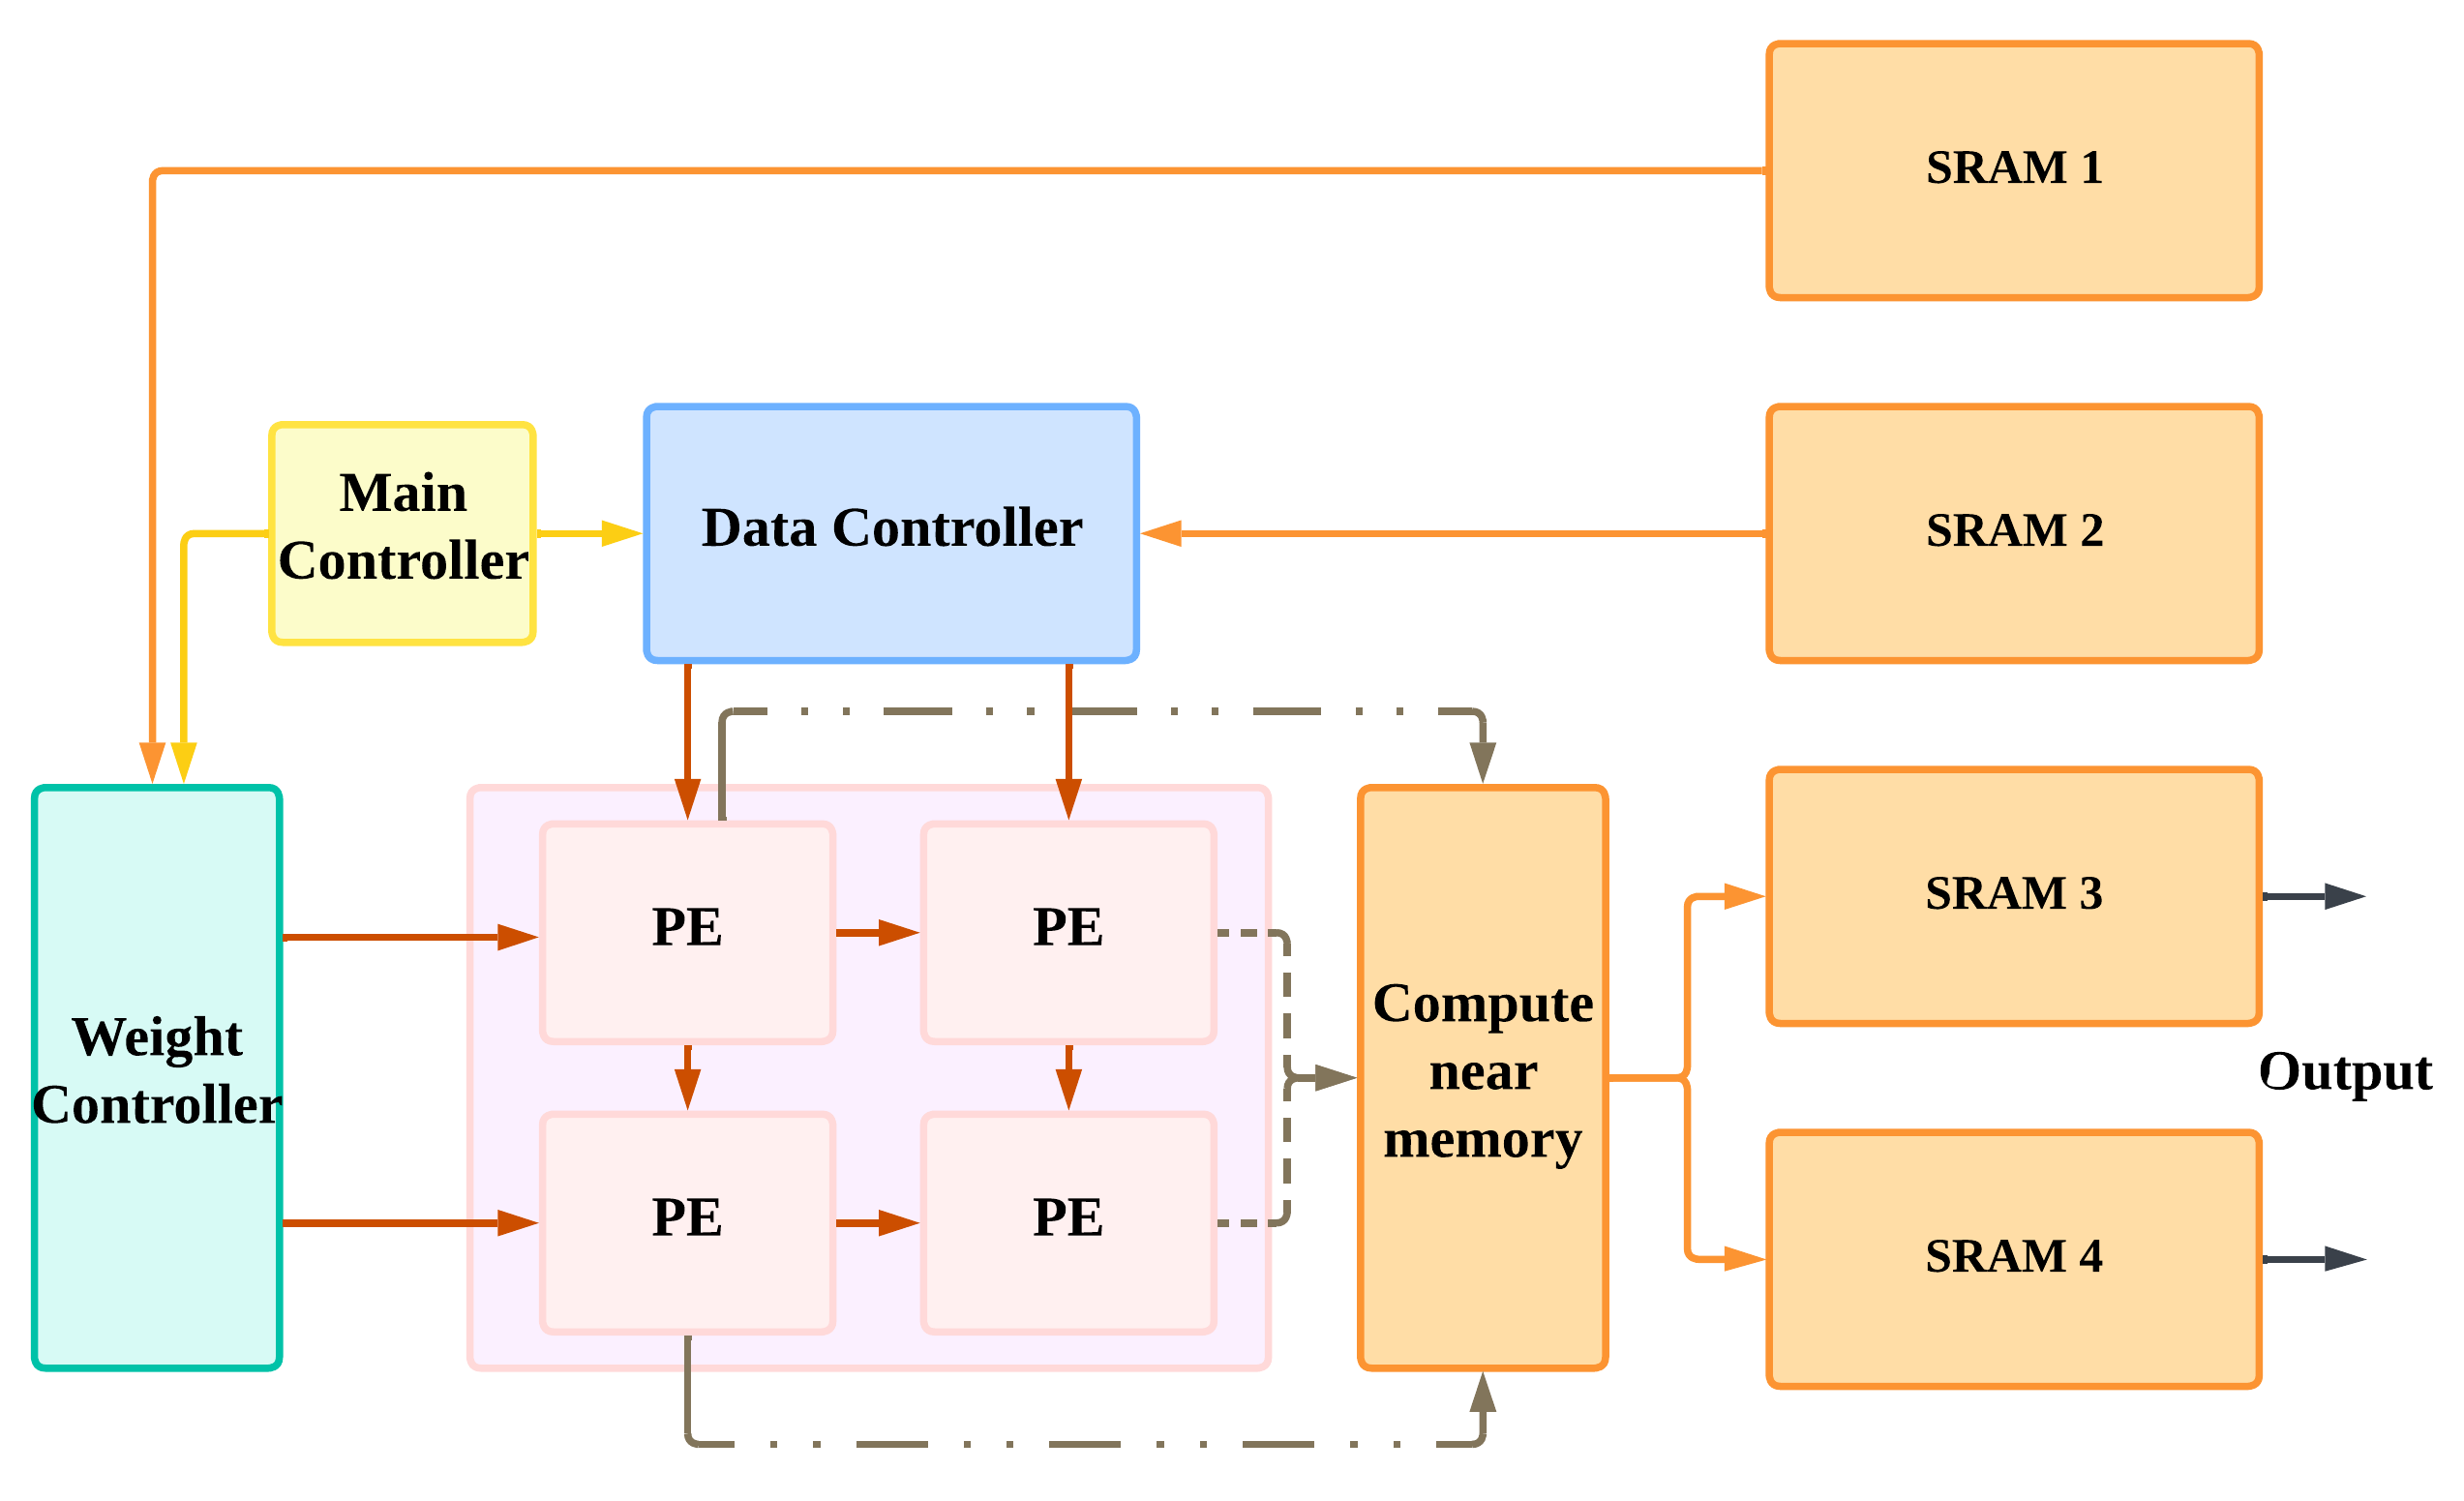 SRAM 1
Main
Controller
Data Controller
SRAM 2
PE
PE
SRAM 3
Weight
Controller
Compute
near
memory
Output
PE
PE
SRAM 4